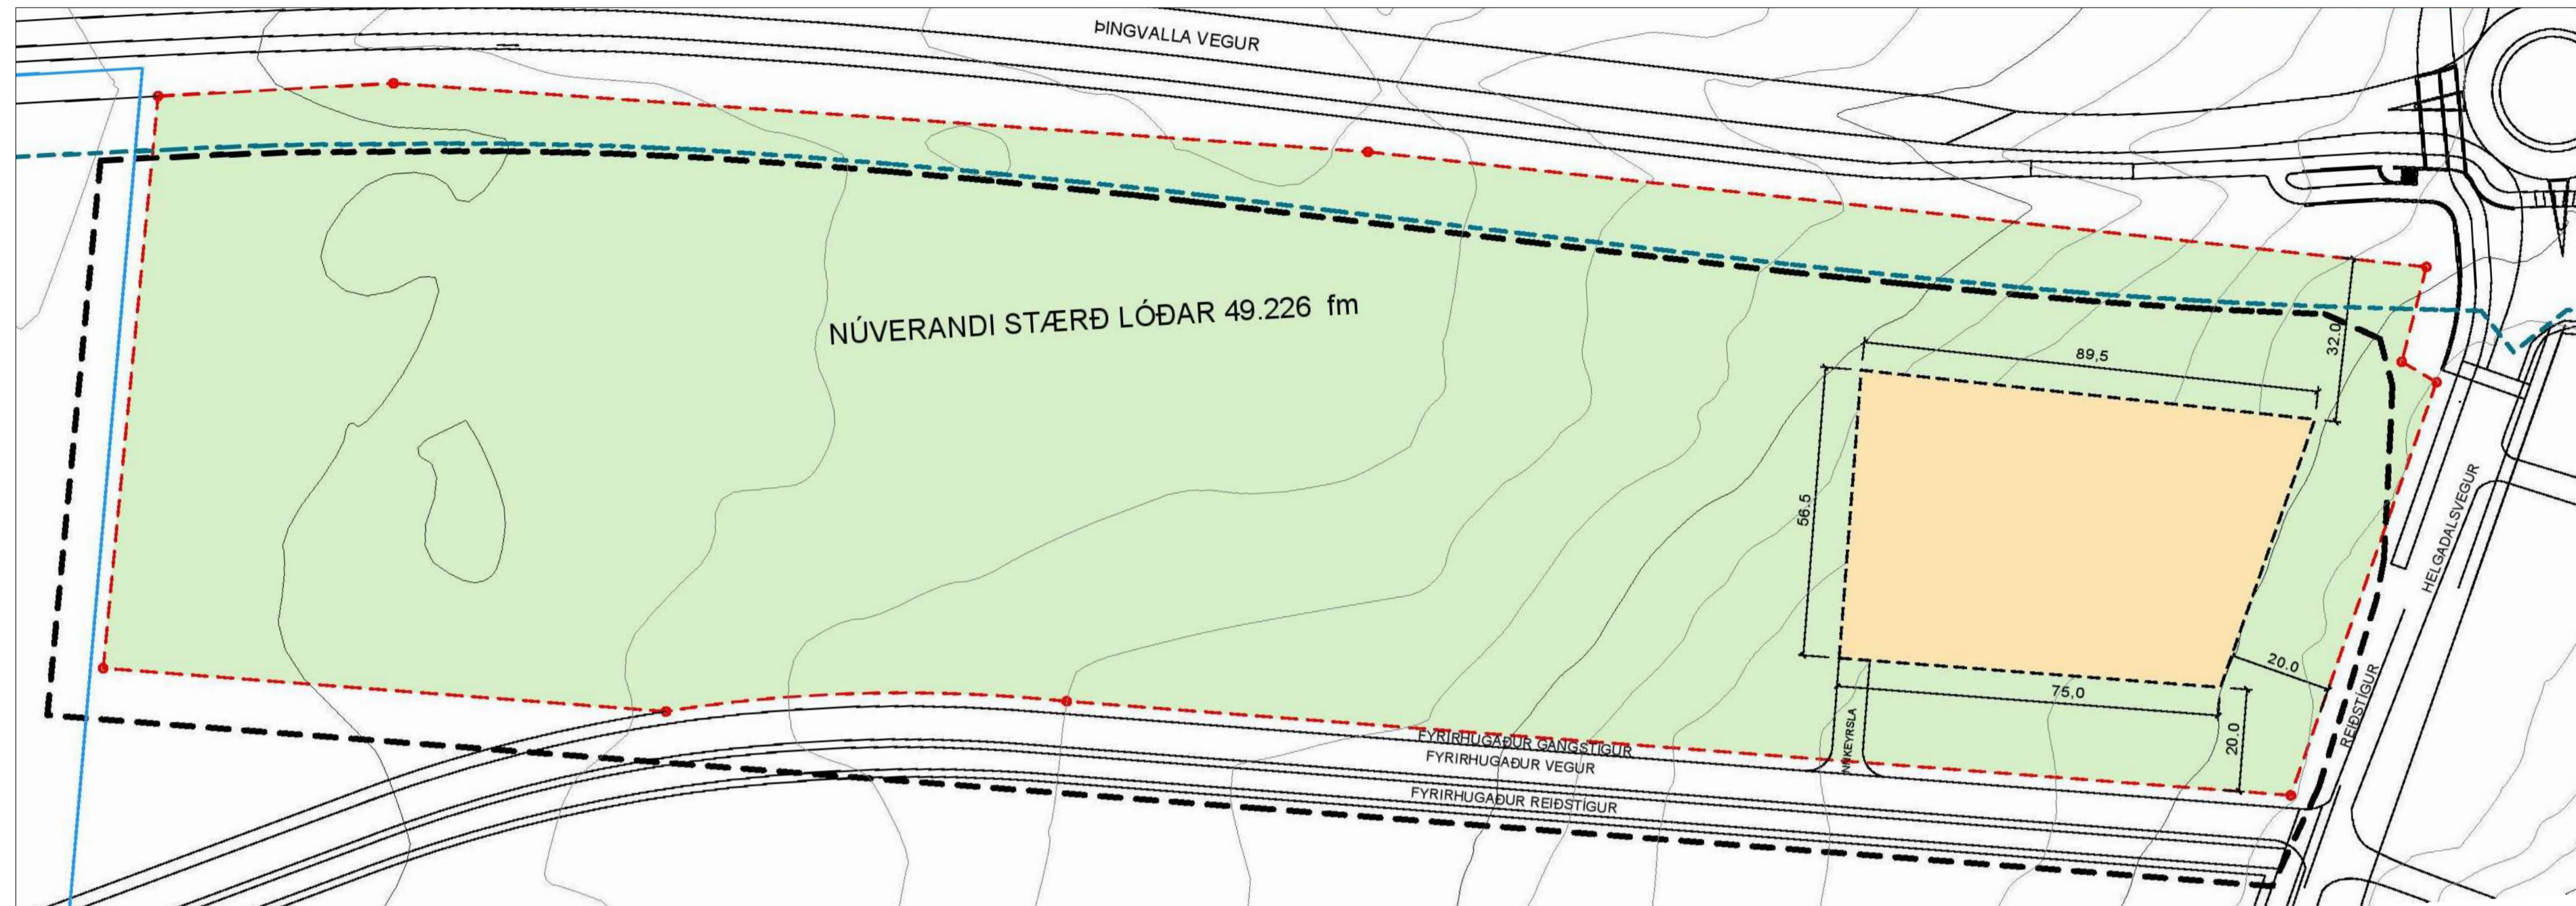 ÞINGVALLA VEGUR
NÚVERANDI STÆRÐ LÓÐAR 49.226 fm
32.0
89,5
56.5
HELGADALSVEGUR
20.0
75,0
REIÐSTÍGUR
20.0
INNKEYRSLA
FYRIRHUGAÐUR GANGSTÍGUR
FYRIRHUGAÐUR VEGUR
FYRIRHUGAÐUR REIÐSTÍGUR